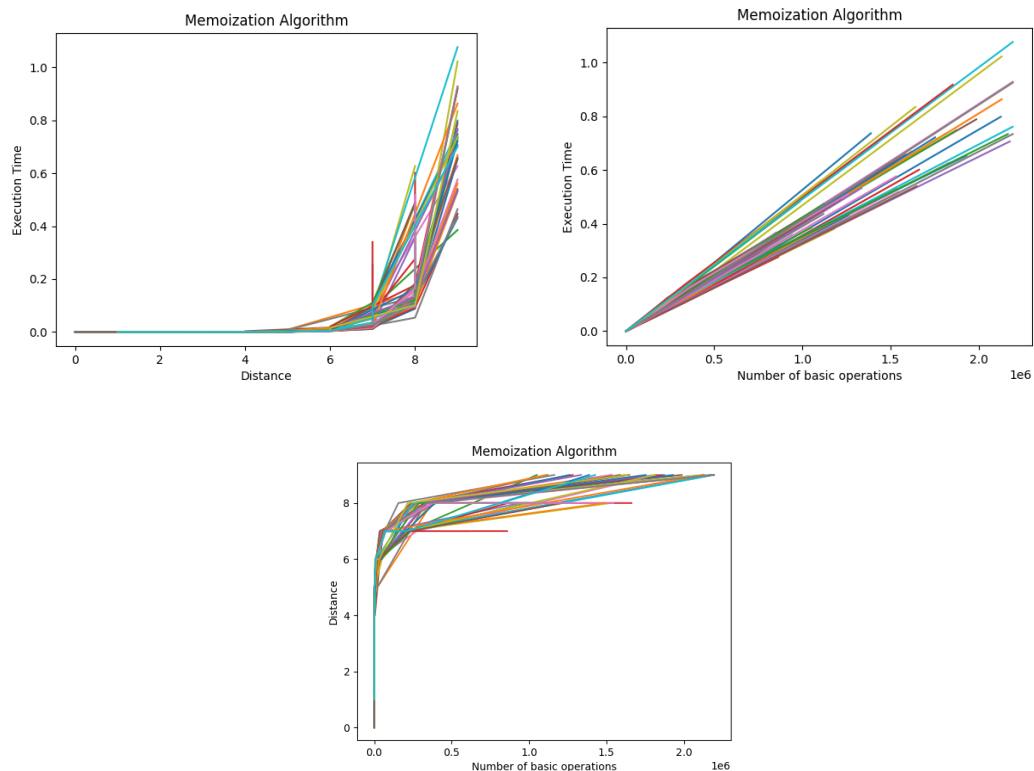 Memoization Algorithm
1.0
0.8
0.6
0.4
0.2
0.0
Execution Time
0 2 4 6 8
Distance
Memoization Algorithm
1.0
0.8
0.6
0.4
0.2
0.0
Execution Time
0.0 0.5 1.0 1.5 2.0
Number of basic operations
1e6
Memoization Algorithm
8
6
4
2
0
Distance
0.0 0.5 1.0 1.5 2.0
Number of basic operations
1e6